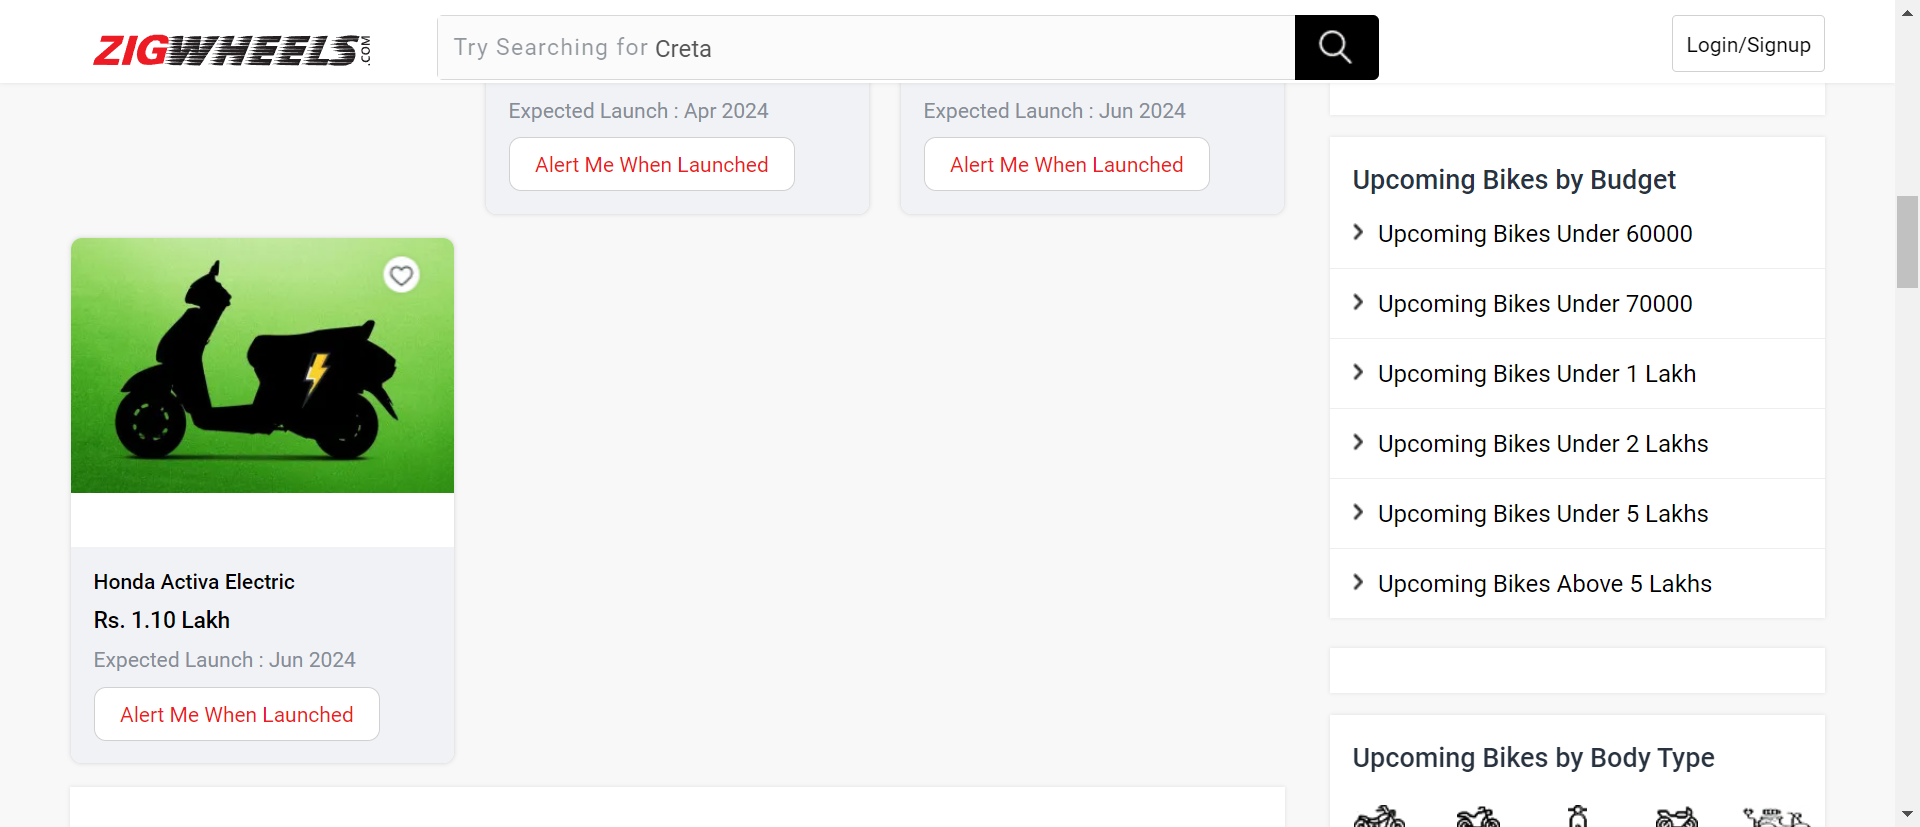 ZIGWHEELS.COM
Try Searching for Creta
Login/Signup
Expected Launch : Apr 2024
Alert Me When Launched
Expected Launch : Jun 2024
Alert Me When Launched
Honda Activa Electric
Rs. 1.10 Lakh
Expected Launch : Jun 2024
Alert Me When Launched
Upcoming Bikes by Budget
Upcoming Bikes Under 60000
Upcoming Bikes Under 70000
Upcoming Bikes Under 1 Lakh
Upcoming Bikes Under 2 Lakhs
Upcoming Bikes Under 5 Lakhs
Upcoming Bikes Above 5 Lakhs
Upcoming Bikes by Body Type